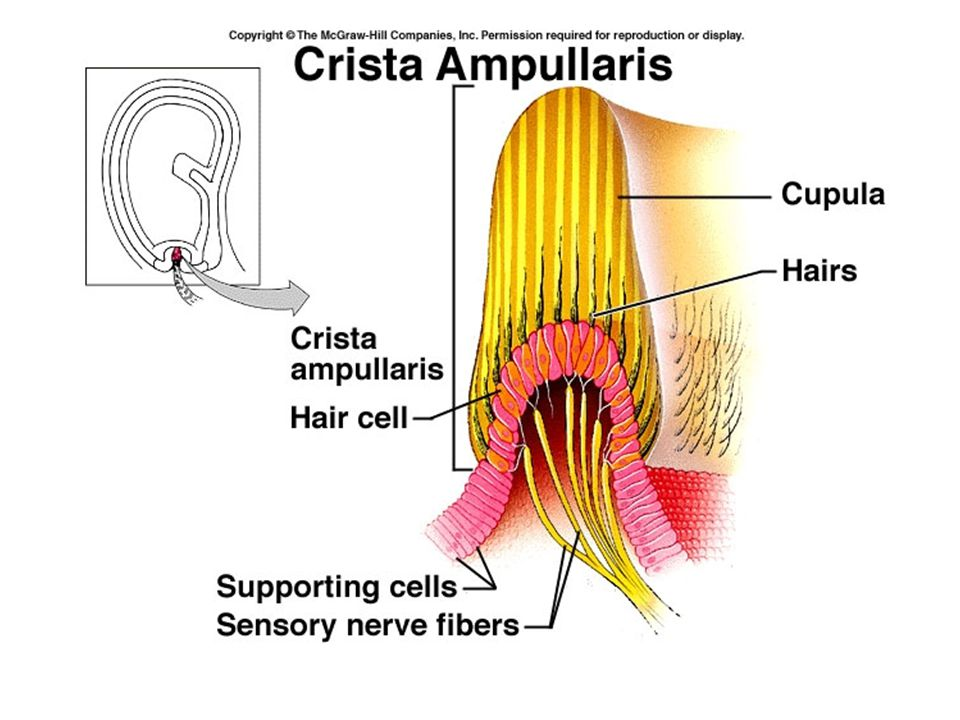 Copyright © The McGraw-Hill Companies, Inc. Permission required for reproduction or display.
Crista Ampullaris
Cupula
Hairs
Crista
ampullaris
Hair cell
Supporting cells
Sensory nerve fibers